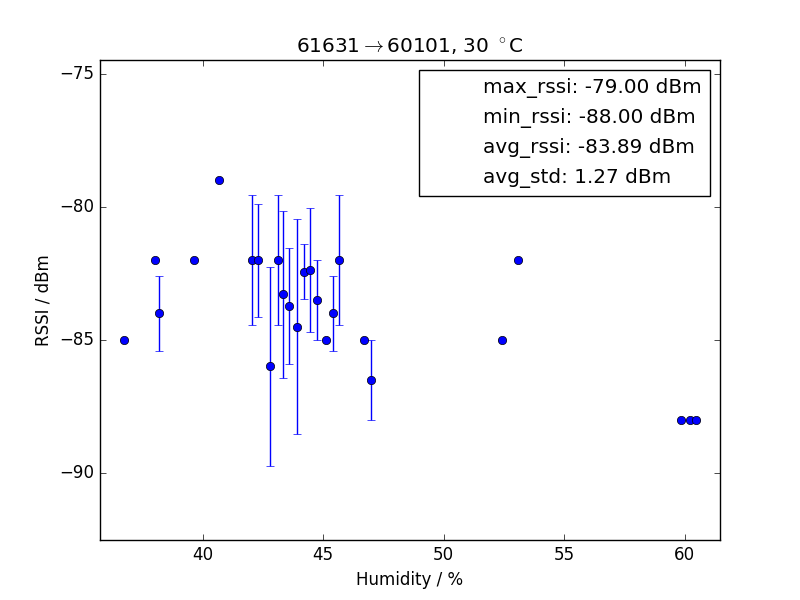 61631→60101, 30 °C
max_rssi: -79.00 dBm
min_rssi: -88.00 dBm
avg_rssi: -83.89 dBm
avg_std: 1.27 dBm
RSSI / dBm
−75
−80
−85
−90
40 45 50 55 60
Humidity / %